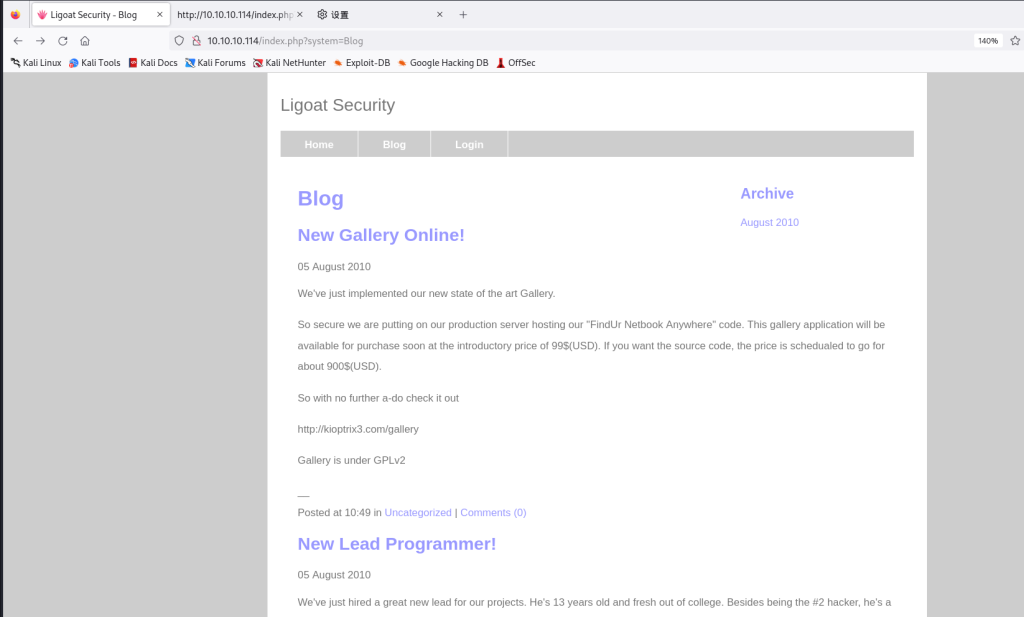 Ligoat Security - Blog
http://10.10.10.114/index.php
设置
10.10.10.114/index.php?system=Blog
140%
Kali Linux Kali Tools Kali Docs Kali Forums Kali NetHunter Exploit-DB Google Hacking DB OffSec
Ligoat Security
Home Blog Login
Blog
Archive
August 2010
New Gallery Online!
05 August 2010
We've just implemented our new state of the art Gallery.
So secure we are putting on our production server hosting our "FindUr Netbook Anywhere" code. This gallery application will be
available for purchase soon at the introductory price of 99$(USD). If you want the source code, the price is schedualed to go for
about 900$(USD).
So with no further a-do check it out
http://kioptrix3.com/gallery
Gallery is under GPLv2
__
Posted at 10:49 in Uncategorized | Comments (0)
New Lead Programmer!
05 August 2010
We've just hired a great new lead for our projects. He's 13 years old and fresh out of college. Besides being the #2 hacker, he's a